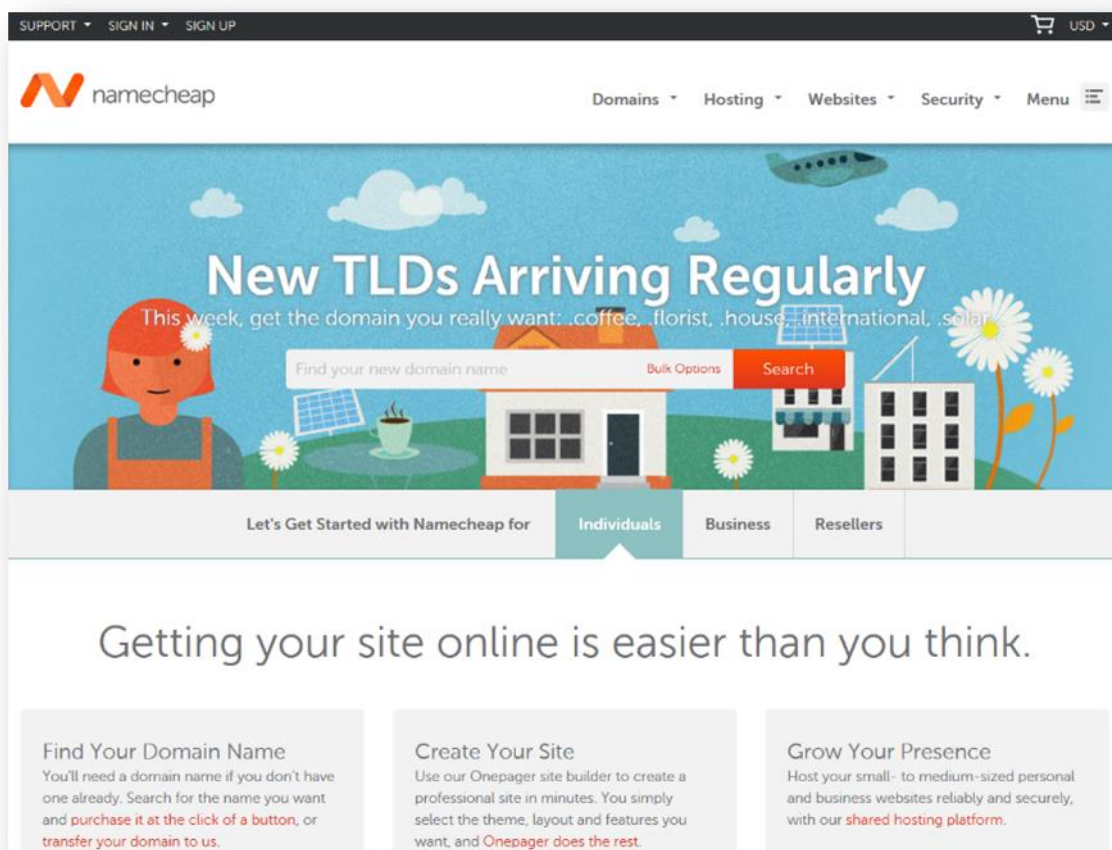 SUPPORT SIGN IN SIGN UP USD
namecheap
Domains Hosting Websites Security Menu
New TLDs Arriving Regularly
This week, get the domain you really want: .coffee, .florist, .house, .international, .solar
Find your new domain name Bulk Options Search
Let's Get Started with Namecheap for Individuals Business Resellers
Getting your site online is easier than you think.
Find Your Domain Name
You'll need a domain name if you don't have
one already. Search for the name you want
and purchase it at the click of a button, or
transfer your domain to us.
Create Your Site
Use our Onepager site builder to create a
professional site in minutes. You simply
select the theme, layout and features you
want, and Onepager does the rest.
Grow Your Presence
Host your small- to medium-sized personal
and business websites reliably and securely,
with our shared hosting platform.